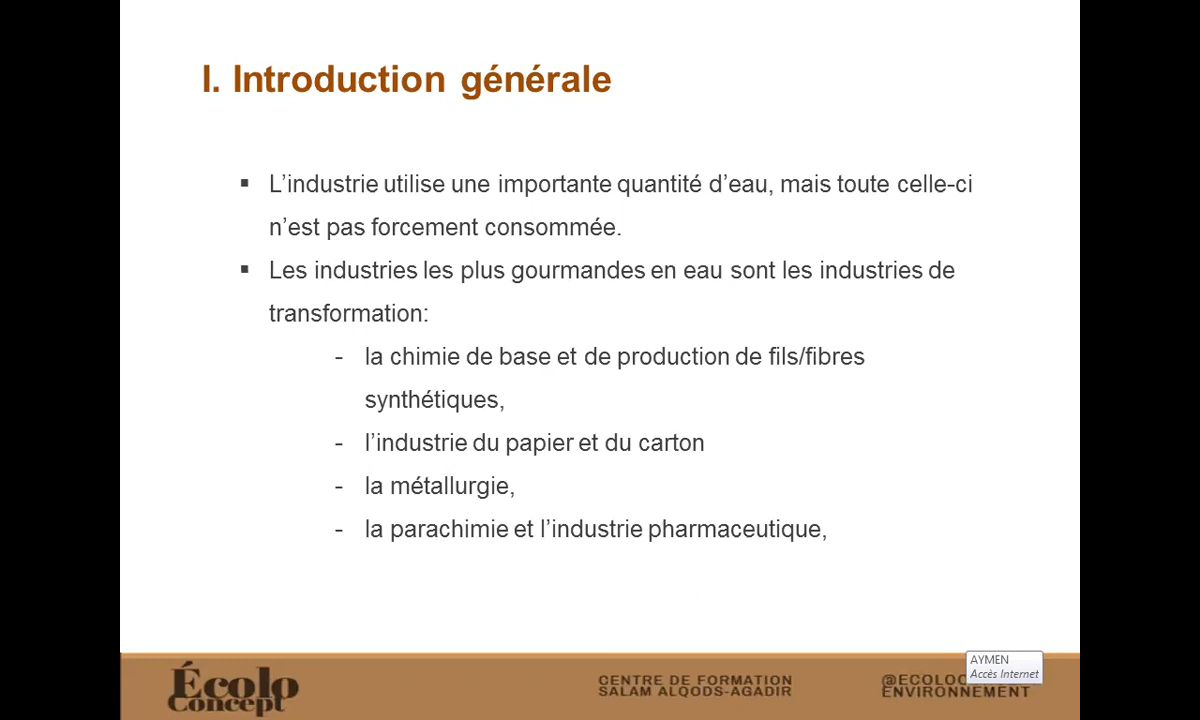 I. Introduction générale
▪ L’industrie utilise une importante quantité d’eau, mais toute celle-ci
n’est pas forcement consommée.
▪ Les industries les plus gourmandes en eau sont les industries de
transformation:
- la chimie de base et de production de fils/fibres
synthétiques,
- l’industrie du papier et du carton
- la métallurgie,
- la parachimie et l’industrie pharmaceutique,
Écolo
Concept
CENTRE DE FORMATION
SALAM ALQODS-AGADIR
ENVIRONNEMENT
AYMEN
Accès Internet